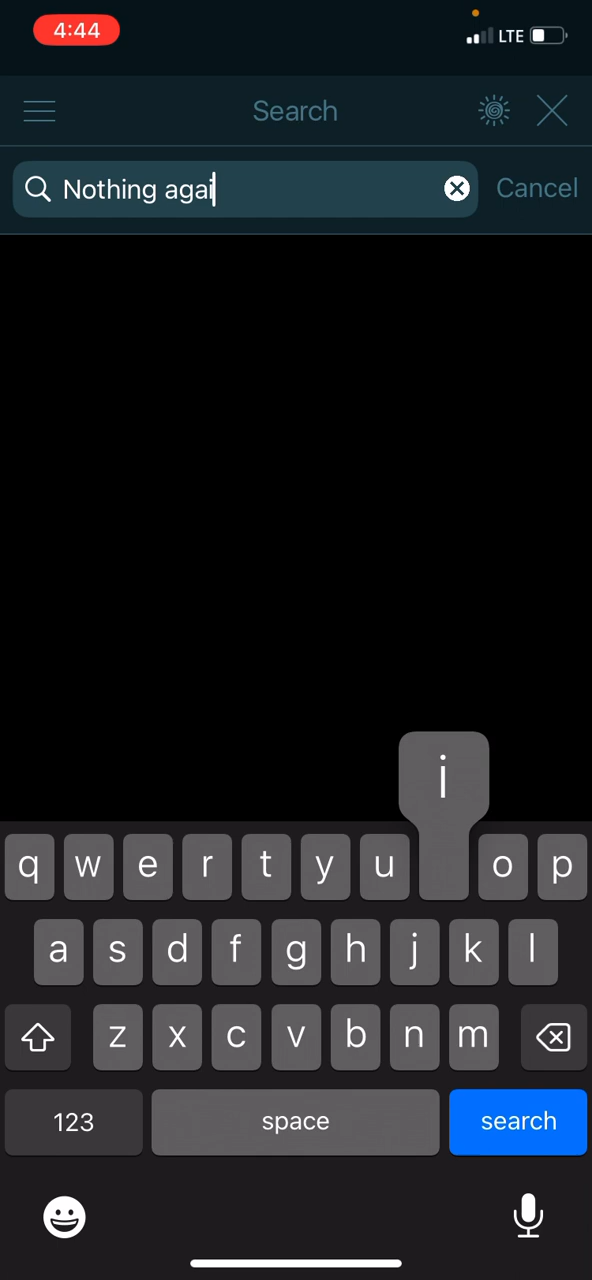 4:44
LTE
Search
Nothing agai
Cancel
i
q w e r t y u o p
a s d f g h j k l
z x c v b n m
123 space search